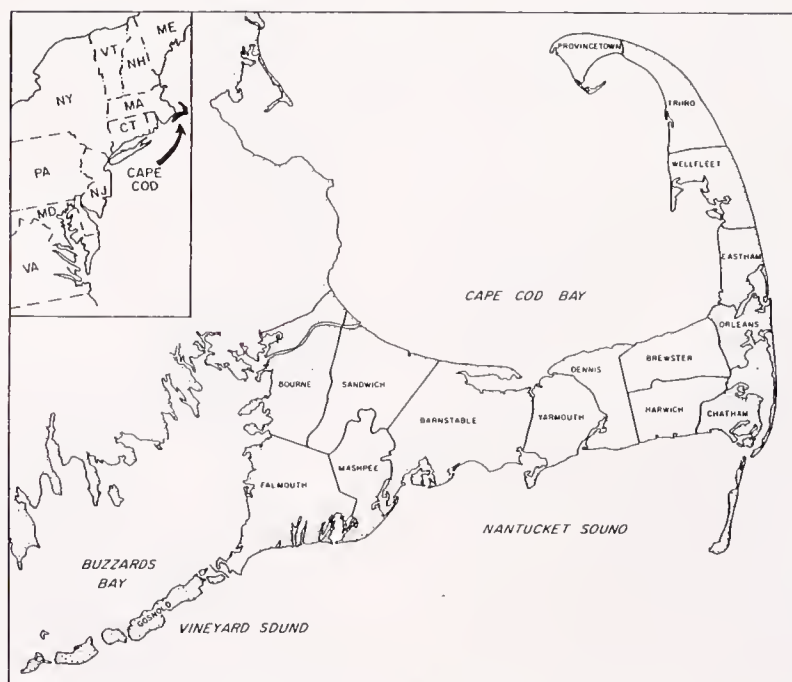 VT
ME
NH
NY
MA
CT
PA
CAPE
COD
NJ
MD
VA
PROVINCETOWN
TRURO
WELLFLEET
EASTHAM
CAPE COD BAY
ORLEANS
BREWSTER
DENNIS
BOURNE
SANDWICH
BARNSTABLE
YARMOUTH
HARWICH
CHATHAM
MASHPEE
FALMOUTH
NANTUCKET SOUND
BUZZARDS
BAY
GOSNOLD
VINEYARD SOUND